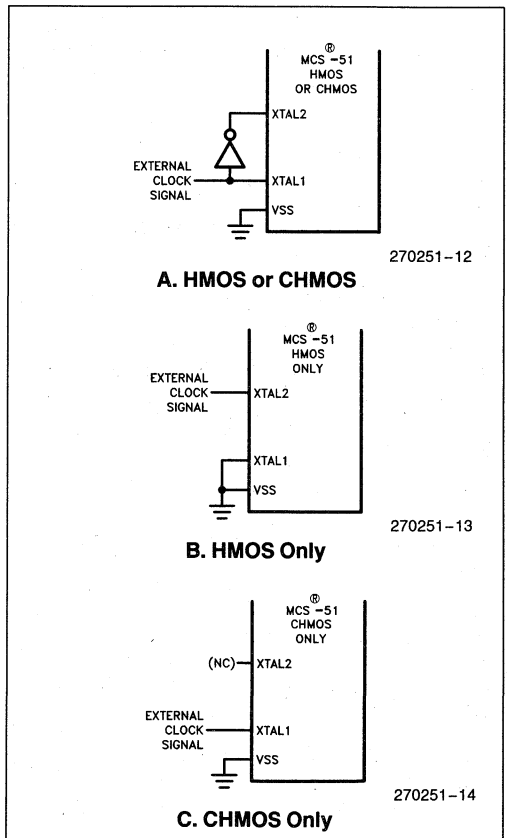 ®
MCS -51
HMOS
OR CHMOS
XTAL2
EXTERNAL
CLOCK
SIGNAL
XTAL1
VSS
270251-12
A. HMOS or CHMOS
®
MCS -51
HMOS
ONLY
EXTERNAL
CLOCK
SIGNAL
XTAL2
XTAL1
VSS
270251-13
B. HMOS Only
®
MCS -51
CHMOS
ONLY
(NC)
XTAL2
EXTERNAL
CLOCK
SIGNAL
XTAL1
VSS
270251-14
C. CHMOS Only